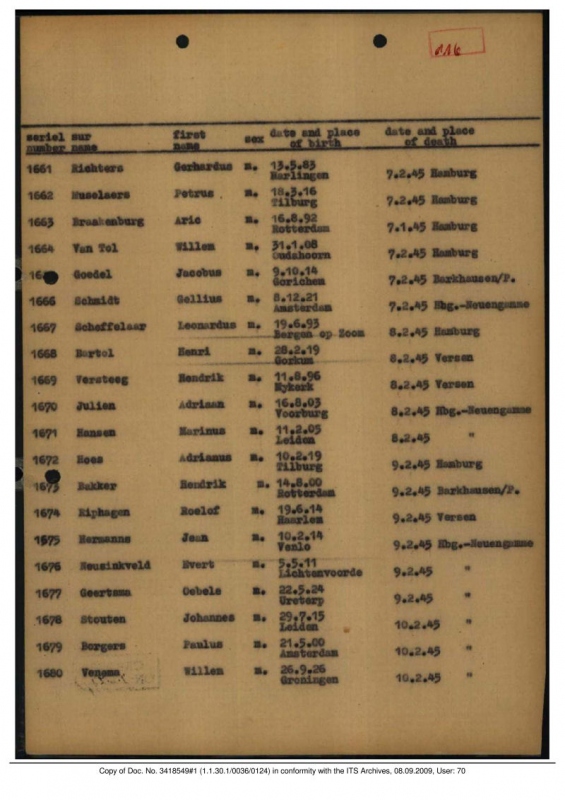 116
seriel sur first sex date and place date and place
number name name of birth of death
1661 Richters Gerhardus m. 13.5.83 7.2.45 Hamburg
Harlingen
1662 Muselaers Petrus m. 18.3.16 7.2.45 Hamburg
Tilburg
1663 Braakenburg Arie m. 16.8.92 7.1.45 Hamburg
Rotterdam
1664 Van Tol Willem m. 31.1.08 7.2.45 Hamburg
Oudshoorn
Goedel Jacobus m. 9.10.14 7.2.45 Barkhausen/P.
Gorichem
1666 Schmidt Gellius m. 8.12.21 7.2.45 Hbg.-Neuengamme
Amsterdam
1667 Scheffelaar Leonardus m. 19.6.93 8.2.45 Hamburg
Bergen op Zoom
1668 Bartol Henri m. 28.2.19 8.2.45 Versen
Gorkum
1669 Versteeg Hendrik m. 11.8.96 8.2.45 Versen
Nykerk
1670 Julien Adriaan m. 16.8.03 8.2.45 Hbg.-Neuengamme
Voorburg
1671 Hansen Marinus m. 11.2.05 8.2.45 "
Leiden
1672 Hoes Adrianus m. 10.2.19 9.2.45 Hamburg
Tilburg
1673 Bakker Hendrik m. 14.8.00 9.2.45 Barkhausen/P.
Rotterdam
1674 Riphagen Roelof m. 19.6.14 9.2.45 Versen
Haarlem
1675 Hermanns Jean m. 10.2.14 9.2.45 Hbg.-Neuengamme
Venlo
1676 Neusinkveld Evert m. 5.5.11 9.2.45 "
Lichtenvoorde
1677 Geertsma Oebele m. 22.5.24 9.2.45 "
Ureterp
1678 Stouten Johannes m. 29.7.15 10.2.45 "
Leiden
1679 Borgers Paulus m. 21.5.00 10.2.45 "
Amsterdam
1680 Venema Willem m. 26.9.26 10.2.45 "
Groningen
Copy of Doc. No. 3418549#1 (1.1.30.1/0036/0124) in conformity with the ITS Archives, 08.09.2009, User: 70